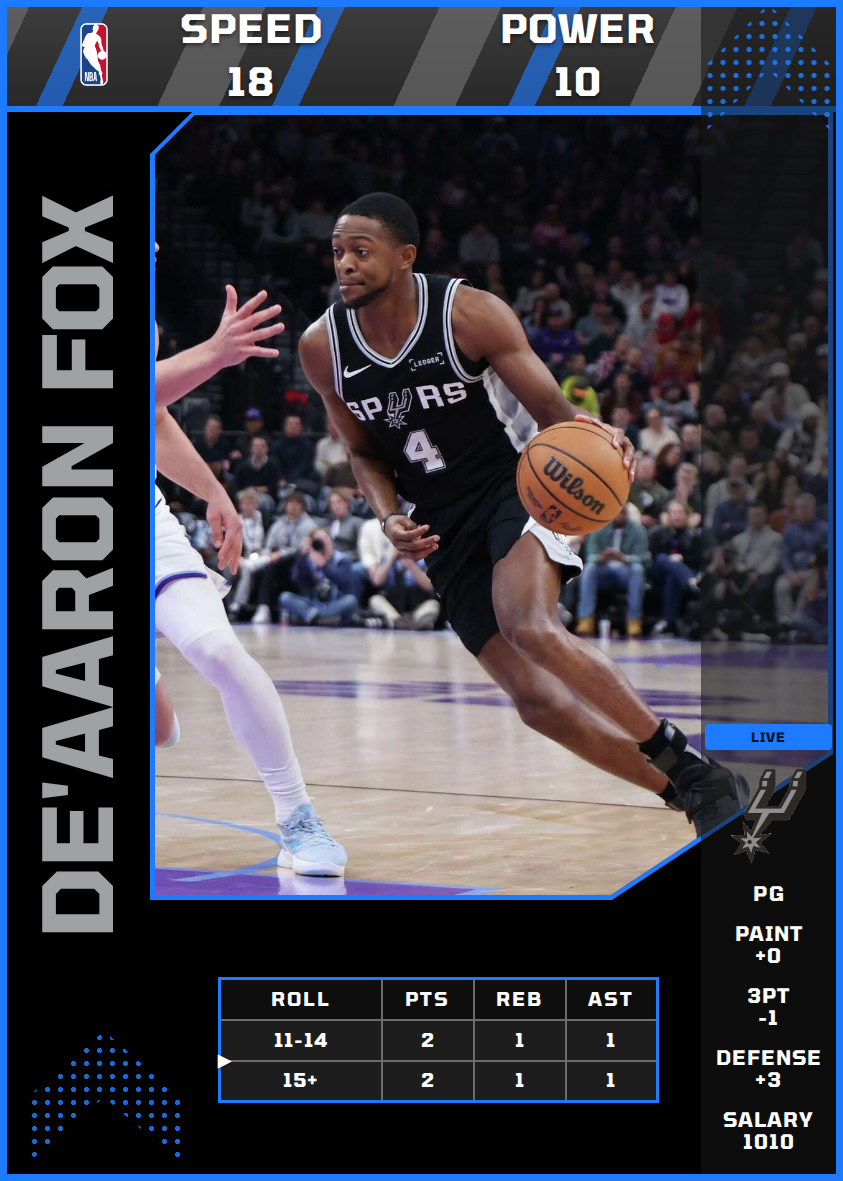 SPEED
18
POWER
10
NBA
DE'AARON FOX
LEDGER
SPURS
4
Wilson
LIVE
PG
PAINT
+0
3PT
-1
DEFENSE
+3
SALARY
1010
ROLL PTS REB AST
11-14 2 1 1
15+ 2 1 1